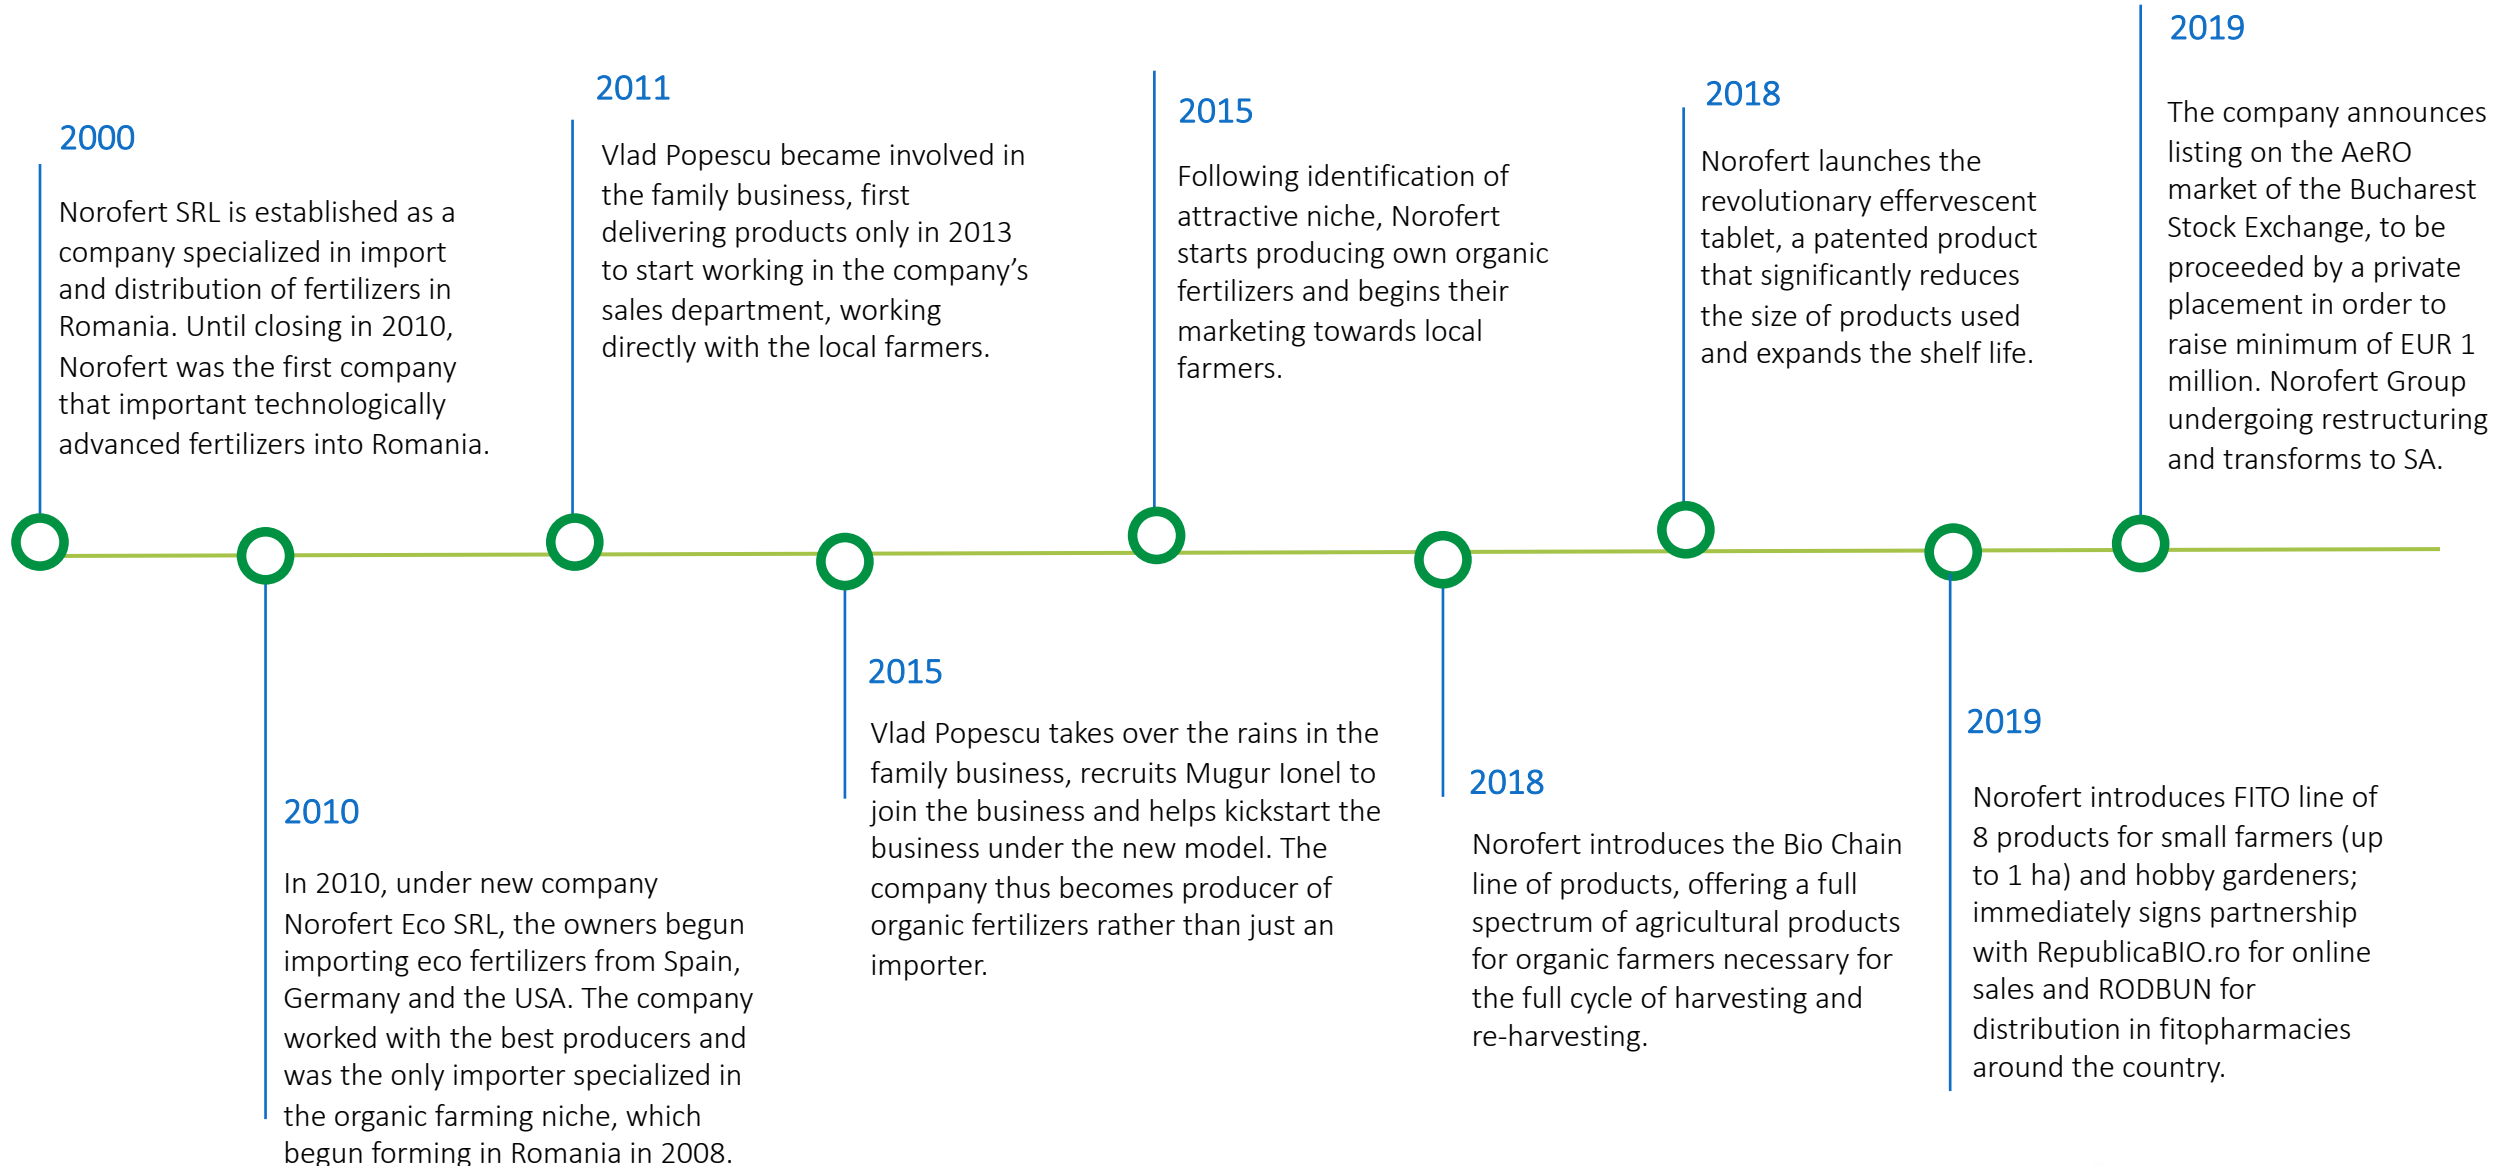 2000
Norofert SRL is established as a
company specialized in import
and distribution of fertilizers in
Romania. Until closing in 2010,
Norofert was the first company
that important technologically
advanced fertilizers into Romania.
2010
In 2010, under new company
Norofert Eco SRL, the owners begun
importing eco fertilizers from Spain,
Germany and the USA. The company
worked with the best producers and
was the only importer specialized in
the organic farming niche, which
begun forming in Romania in 2008.
2011
Vlad Popescu became involved in
the family business, first
delivering products only in 2013
to start working in the company’s
sales department, working
directly with the local farmers.
2015
Vlad Popescu takes over the rains in the
family business, recruits Mugur Ionel to
join the business and helps kickstart the
business under the new model. The
company thus becomes producer of
organic fertilizers rather than just an
importer.
2015
Following identification of
attractive niche, Norofert
starts producing own organic
fertilizers and begins their
marketing towards local
farmers.
2018
Norofert introduces the Bio Chain
line of products, offering a full
spectrum of agricultural products
for organic farmers necessary for
the full cycle of harvesting and
re-harvesting.
2018
Norofert launches the
revolutionary effervescent
tablet, a patented product
that significantly reduces
the size of products used
and expands the shelf life.
2019
Norofert introduces FITO line of
8 products for small farmers (up
to 1 ha) and hobby gardeners;
immediately signs partnership
with RepublicaBIO.ro for online
sales and RODBUN for
distribution in fitopharmacies
around the country.
2019
The company announces
listing on the AeRO
market of the Bucharest
Stock Exchange, to be
proceeded by a private
placement in order to
raise minimum of EUR 1
million. Norofert Group
undergoing restructuring
and transforms to SA.